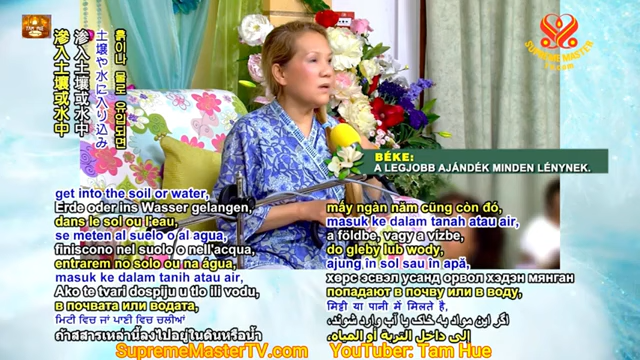 TAM HUE
滲入土壤或水中
渗入土壤或水中
土壌や水に入り込み
흙이나 물로 유입되면
SUPREME MASTER
BÉKE:
A LEGJOBB AJÁNDÉK MINDEN LÉNYNEK.
get into the soil or water,
Erde oder ins Wasser gelangen,
dans le sol ou l'eau,
se meten al suelo o al agua,
finiscono nel suolo o nell'acqua,
entrarem no solo ou na água,
masuk ke dalam tanih atau air,
Ako te tvari dospiju u tlo ili vodu,
в почвата или водата,
ਮਿਟੀ ਵਿਚ ਜਾਂ ਪਾਣੀ ਵਿਚ ਚਲੀਆਂ
ถ้าสสารเหล่านี้ลงไปอยู่ในดินหรือน้ำ
mấy ngàn năm cũng còn đó,
masuk ke dalam tanah atau air,
a földbe, vagy a vízbe,
do gleby lub wody,
ajung în sol sau în apă,
хөрс эсвэл усанд орвол хэдэн мянган
попадают в почву или в воду,
मिट्टी या पानी में मिलते है,
اگر این مواد به خاک یا آب وارد شوند،
إلى داخل التربة أو المياه،
SupremeMasterTV.com
YouTuber: Tam Hue